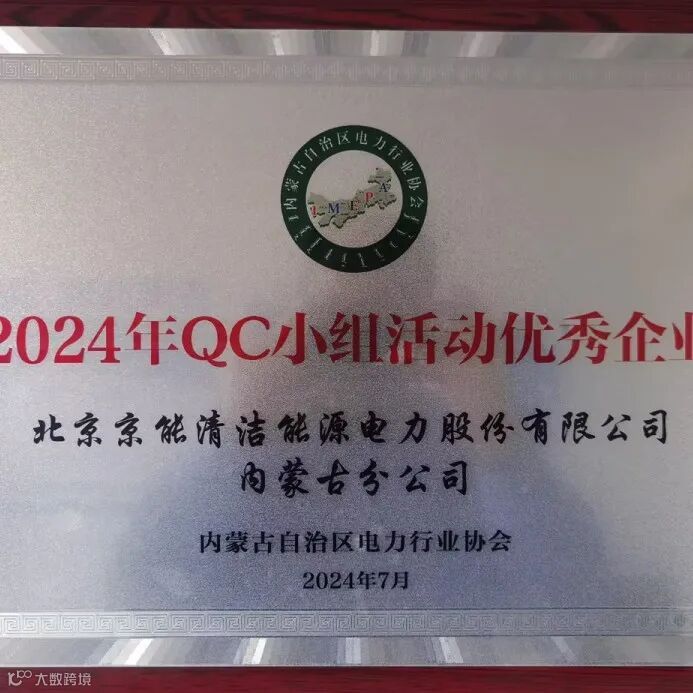 内蒙古自治区电力行业协会
IMEPA
2024年QC小组活动优秀企业
北京京能清洁能源电力股份有限公司
内蒙古分公司
内蒙古自治区电力行业协会
2024年7月
大数跨境